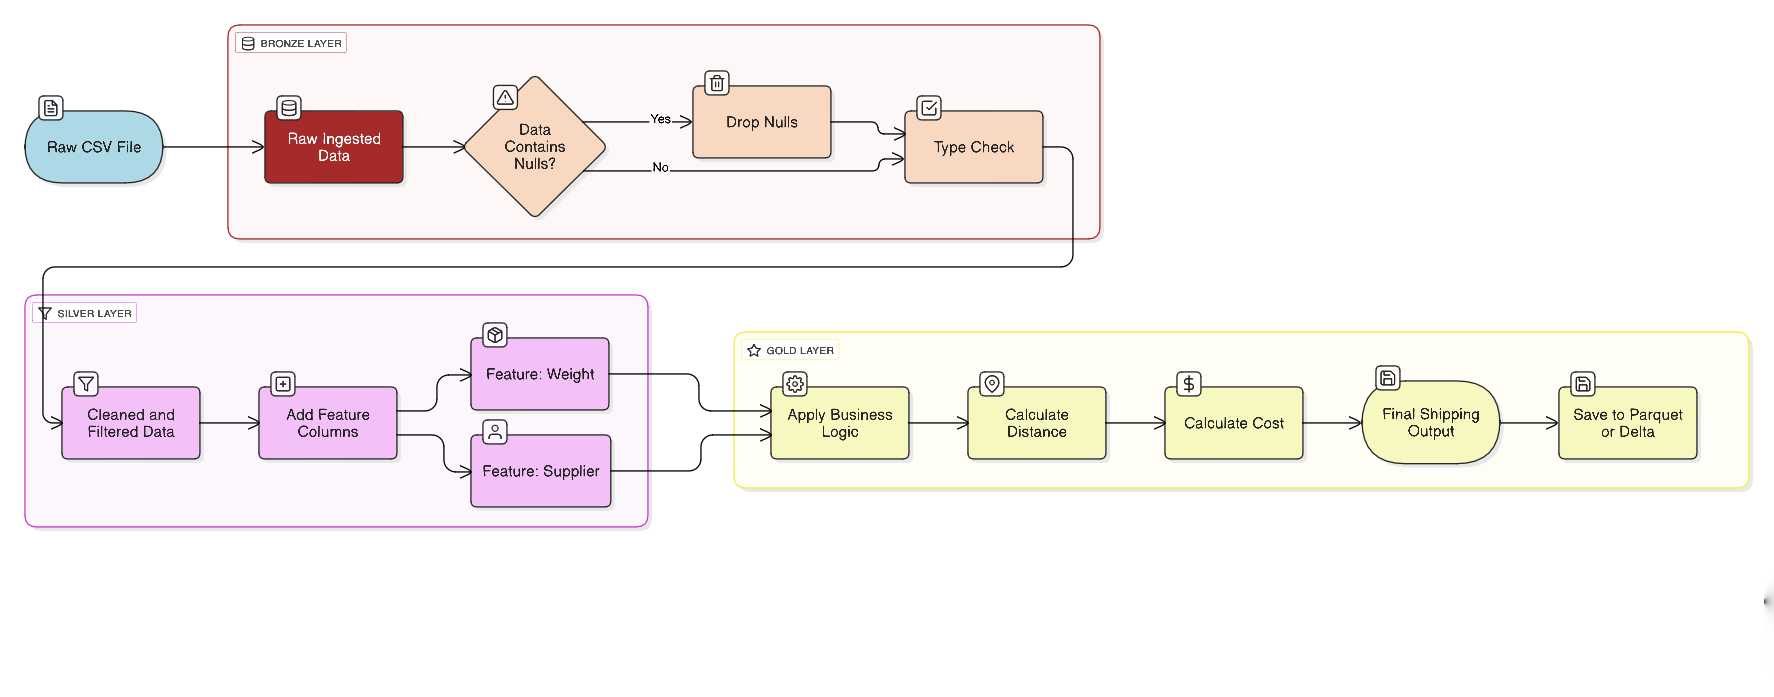 BRONZE LAYER
Raw CSV File
Raw Ingested
Data
Data
Contains
Nulls?
Yes
No
Drop Nulls
Type Check
SILVER LAYER
Cleaned and
Filtered Data
Add Feature
Columns
Feature: Weight
Feature: Supplier
GOLD LAYER
Apply Business
Logic
Calculate
Distance
Calculate Cost
Final Shipping
Output
Save to Parquet
or Delta